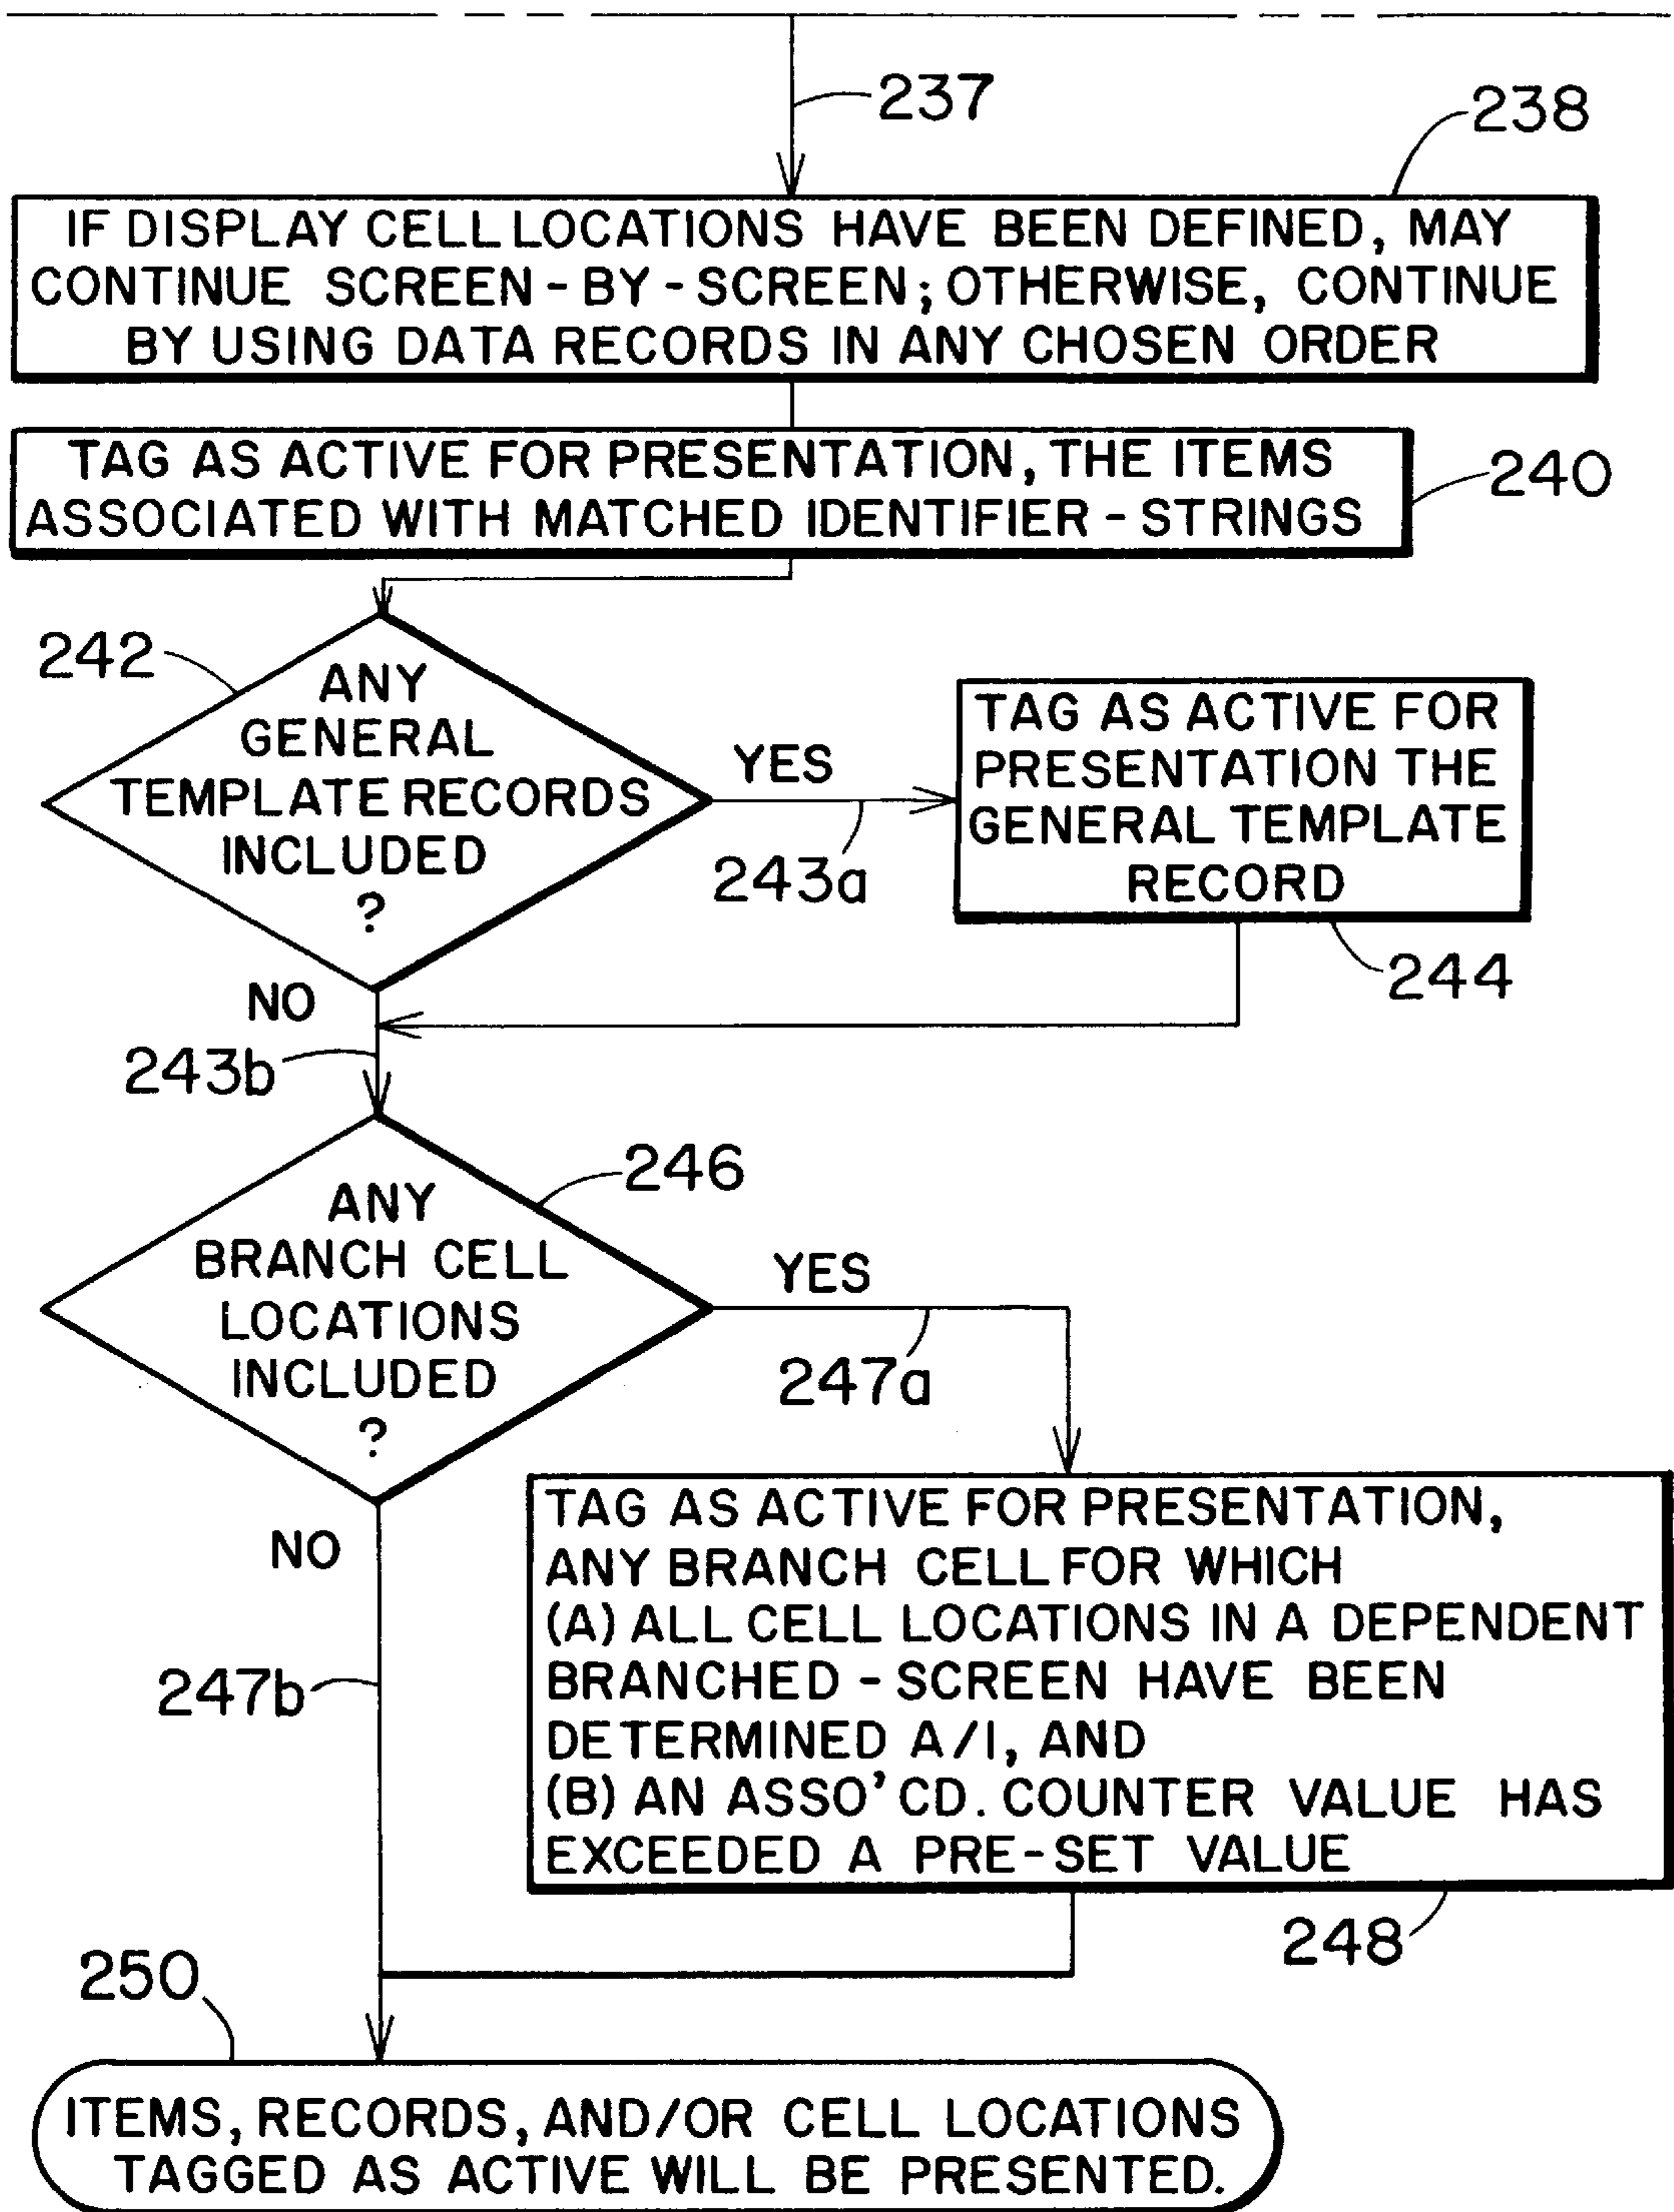 237
238
IF DISPLAY CELL LOCATIONS HAVE BEEN DEFINED, MAY
CONTINUE SCREEN-BY-SCREEN; OTHERWISE, CONTINUE
BY USING DATA RECORDS IN ANY CHOSEN ORDER
TAG AS ACTIVE FOR PRESENTATION, THE ITEMS
ASSOCIATED WITH MATCHED IDENTIFIER-STRINGS
240
242
ANY
GENERAL
TEMPLATE RECORDS
INCLUDED
?
YES
243a
TAG AS ACTIVE FOR
PRESENTATION THE
GENERAL TEMPLATE
RECORD
244
NO
243b
246
ANY
BRANCH CELL
LOCATIONS
INCLUDED
?
YES
247a
NO
247b
TAG AS ACTIVE FOR PRESENTATION,
ANY BRANCH CELL FOR WHICH
(A) ALL CELL LOCATIONS IN A DEPENDENT
BRANCHED-SCREEN HAVE BEEN
DETERMINED A/I, AND
(B) AN ASSO'CD. COUNTER VALUE HAS
EXCEEDED A PRE-SET VALUE
248
250
ITEMS, RECORDS, AND/OR CELL LOCATIONS
TAGGED AS ACTIVE WILL BE PRESENTED.